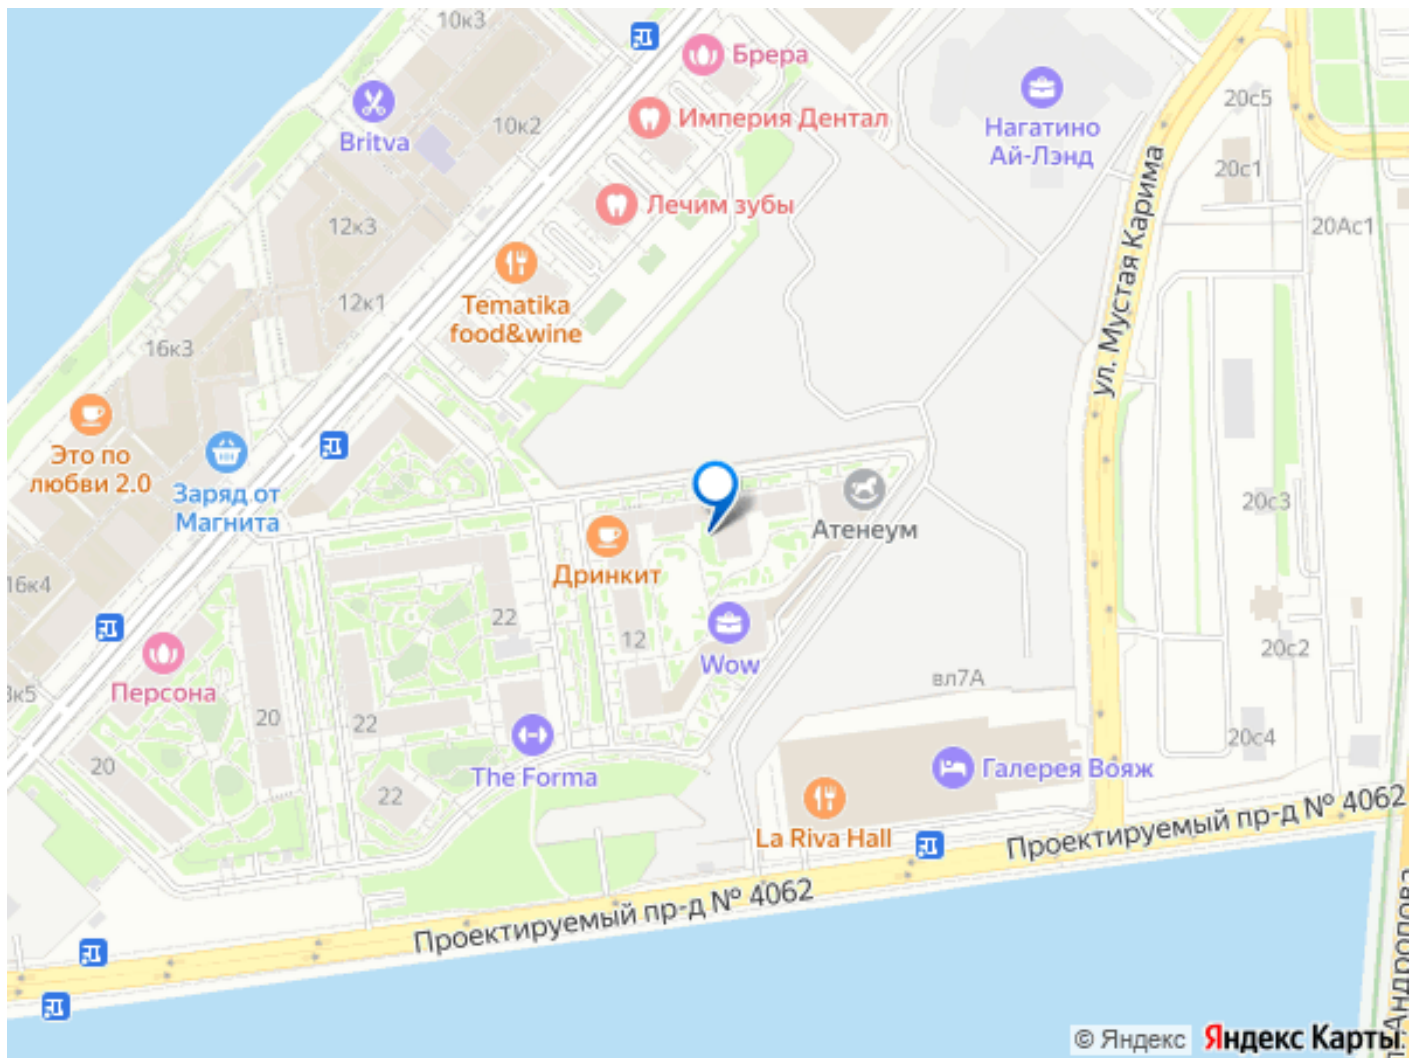 10к3
Брера
Britva
10к2
Империя Дентал
Нагатино
Ай-Лэнд
20с5
20с1
ул. Мустая Карима
Лечим зубы
12к3
20Ас1
Tematika
food&wine
12к1
16к3
Это по
любви 2.0
Заряд от
Магнита
Атенеум
20с3
Дринкит
16к4
22
12
Wow
20с2
Персона
вл7А
20
22
20с4
20
The Forma
22
Галерея Вояж
La Riva Hall
Проектируемый пр-д № 4062
Проектируемый пр-д № 4062
Андропова
© Яндекс
Яндекс Карты